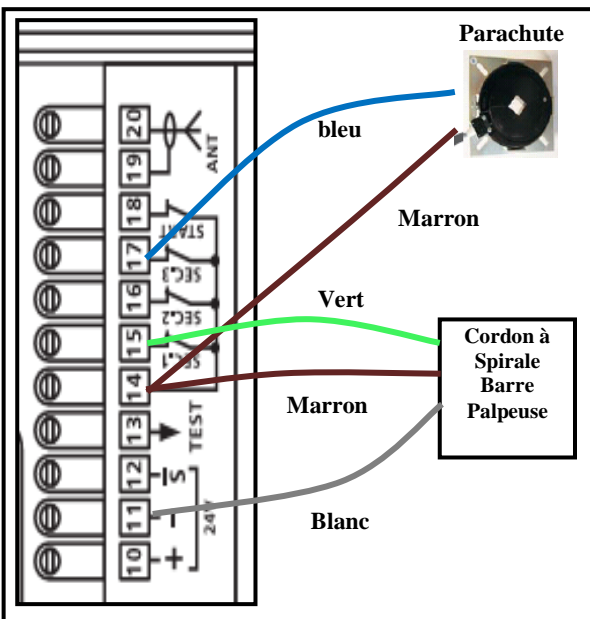 Parachute
bleu
Marron
Vert
Cordon à
Spirale
Barre
Palpeuse
Marron
Blanc
20
19
ANT
18
START
17
SEC.3
16
SEC.2
15
SEC.1
14
13
TEST
12
S
11
-
24V
10
+